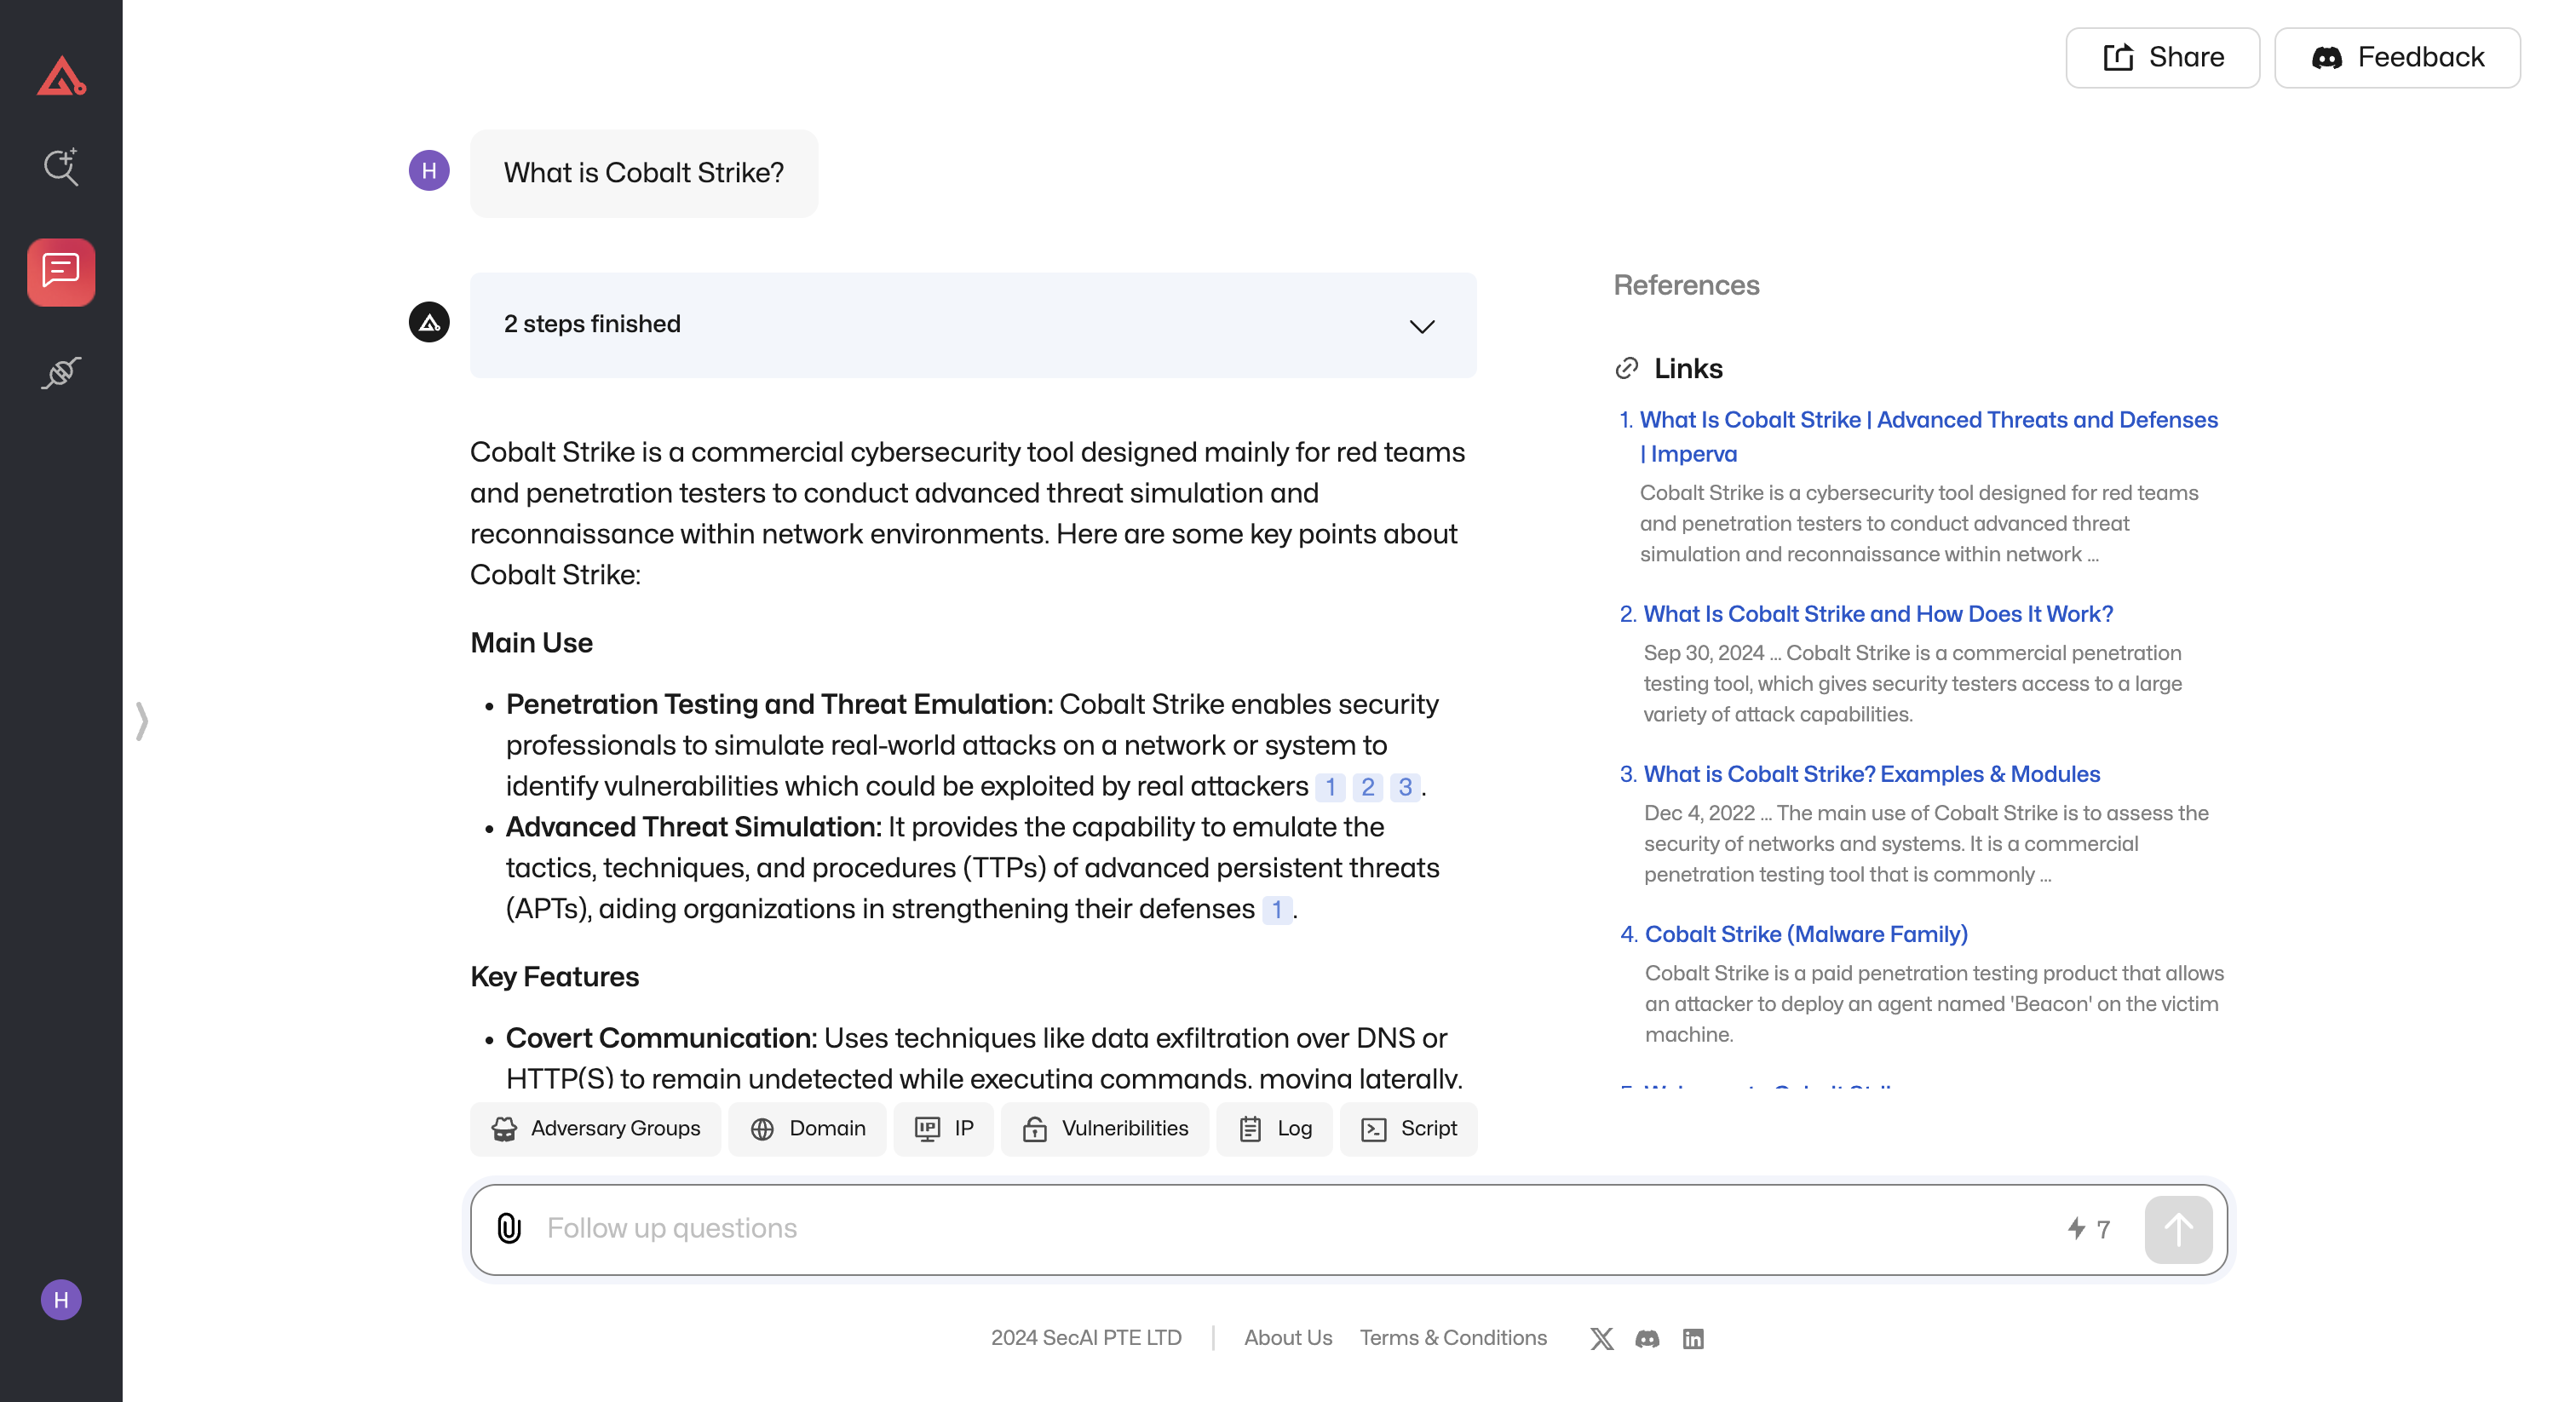 Share
Feedback
H
What is Cobalt Strike?
2 steps finished
Cobalt Strike is a commercial cybersecurity tool designed mainly for red teams
and penetration testers to conduct advanced threat simulation and
reconnaissance within network environments. Here are some key points about
Cobalt Strike:
Main Use
• Penetration Testing and Threat Emulation: Cobalt Strike enables security
professionals to simulate real-world attacks on a network or system to
identify vulnerabilities which could be exploited by real attackers 1 2 3.
• Advanced Threat Simulation: It provides the capability to emulate the
tactics, techniques, and procedures (TTPs) of advanced persistent threats
(APTs), aiding organizations in strengthening their defenses 1.
Key Features
• Covert Communication: Uses techniques like data exfiltration over DNS or
HTTP(S) to remain undetected while executing commands, moving laterally,
References
Links
1. What Is Cobalt Strike | Advanced Threats and Defenses
| Imperva
Cobalt Strike is a cybersecurity tool designed for red teams
and penetration testers to conduct advanced threat
simulation and reconnaissance within network ...
2. What Is Cobalt Strike and How Does It Work?
Sep 30, 2024 ... Cobalt Strike is a commercial penetration
testing tool, which gives security testers access to a large
variety of attack capabilities.
3. What is Cobalt Strike? Examples & Modules
Dec 4, 2022 ... The main use of Cobalt Strike is to assess the
security of networks and systems. It is a commercial
penetration testing tool that is commonly ...
4. Cobalt Strike (Malware Family)
Cobalt Strike is a paid penetration testing product that allows
an attacker to deploy an agent named 'Beacon' on the victim
machine.
Adversary Groups
Domain
IP
IP
Vulneribilities
Log
Script
Follow up questions
7
H
2024 SecAI PTE LTD
About Us
Terms & Conditions